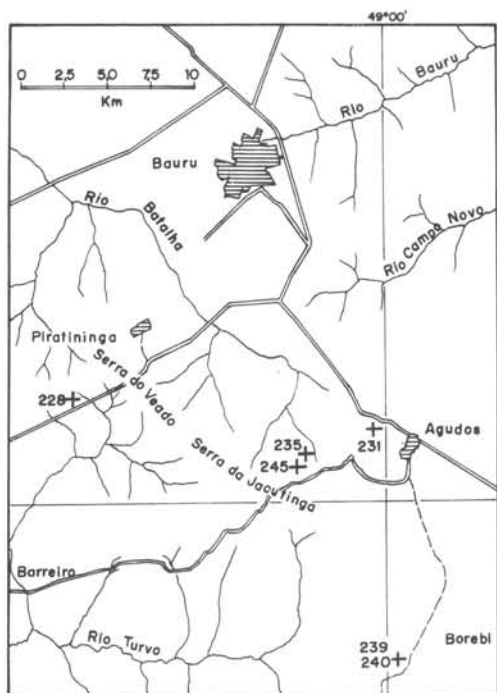 49°00'
0 2,5 5,0 7,5 10
Km
Rio Bauru
Bauru
Rio Batalha
Rio Campo Novo
Piratininga
Serra do Veado
228
235
231
Agudos
245
Serra da Jacutinga
Barreiro
Rio Turvo
Borebi
239
240